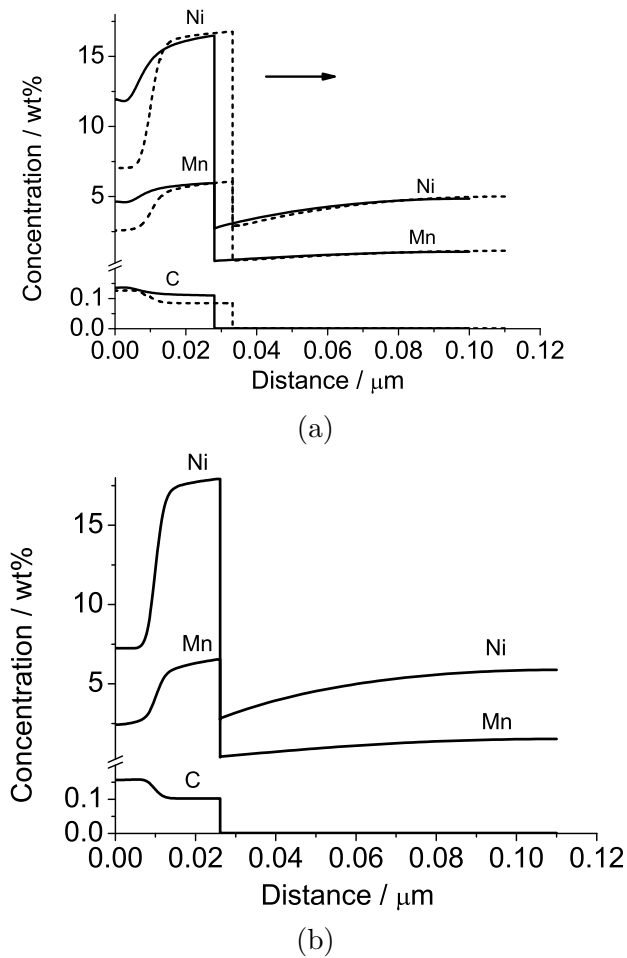 Ni
15
10
Mn
5
Ni
Mn
C
0.1
0.0
0.00 0.02 0.04 0.06 0.08 0.10 0.12
Concentration / wt%
Distance / μm
(a)
Ni
15
10
Mn
5
Ni
Mn
C
0.1
0.0
0.00 0.02 0.04 0.06 0.08 0.10 0.12
Concentration / wt%
Distance / μm
(b)